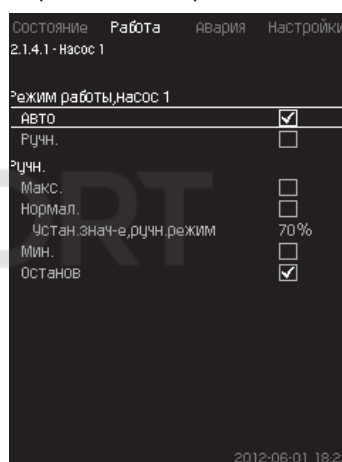 Состояние Работа Авария Настройки
2.1.4.1 - Насос 1
Режим работы,насос 1
Авто
Ручн.
Ручн.
Макс.
Нормал.
Устан.знач-е,ручн.режим 70%
Мин.
Останов
2012-06-01 18:2